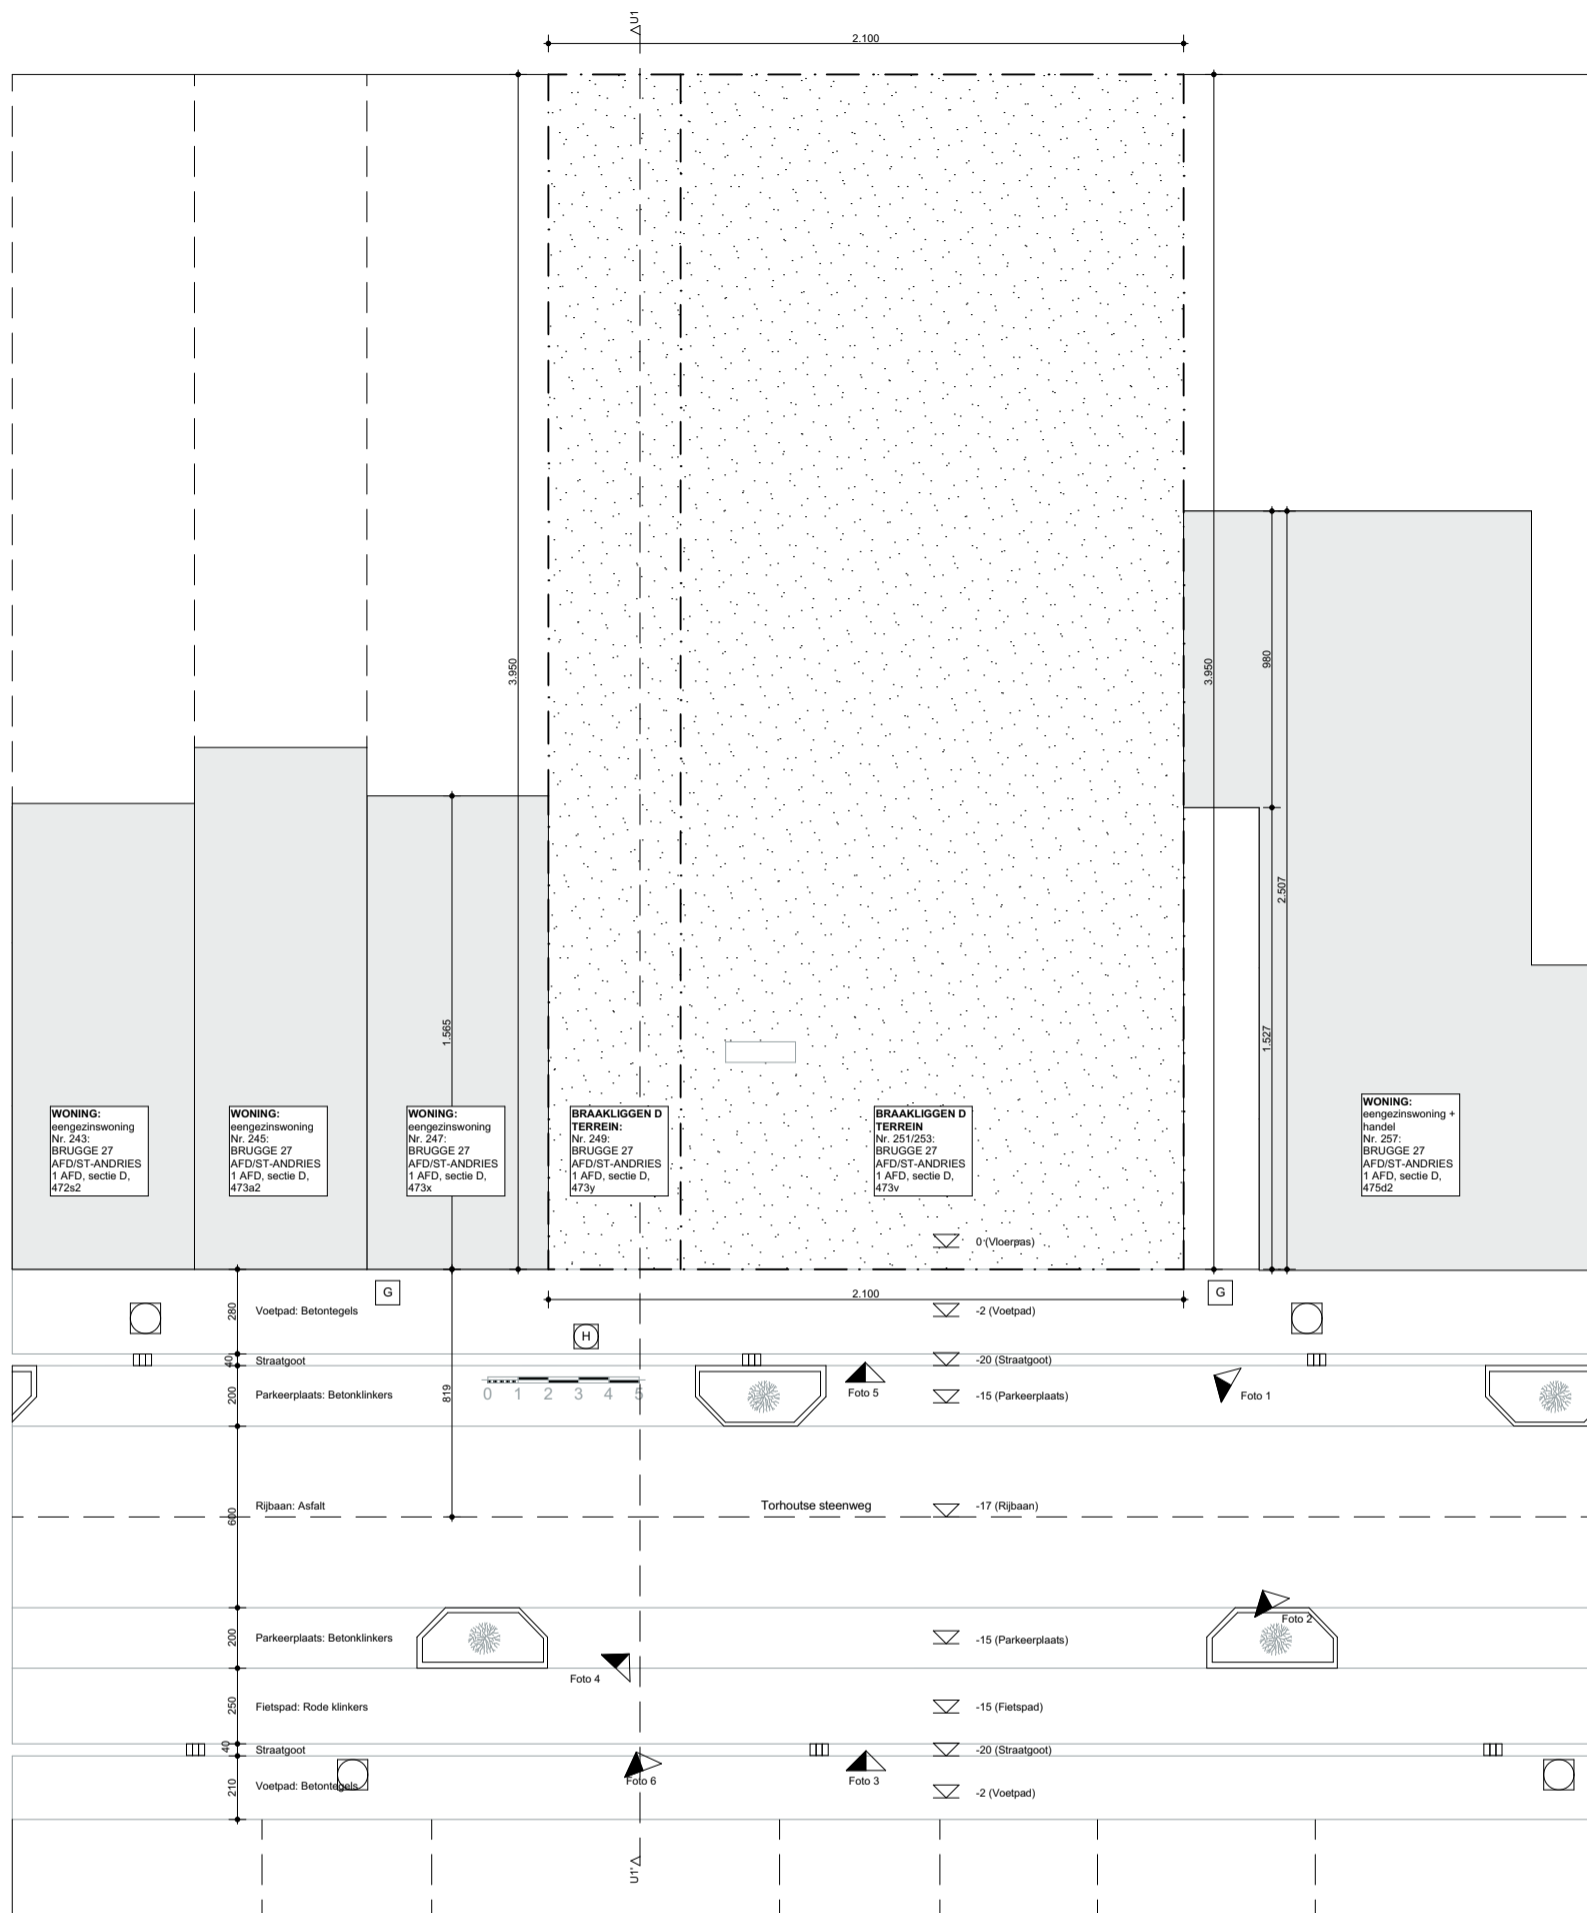 U1
2.100
3.950
3.950
980
2.507
1.565
1.527
WONING:
eengezinswoning
Nr. 243:
BRUGGE 27
AFD/ST-ANDRIES
1 AFD, sectie D,
472s2
WONING:
eengezinswoning
Nr. 245:
BRUGGE 27
AFD/ST-ANDRIES
1 AFD, sectie D,
473a2
WONING:
eengezinswoning
Nr. 247:
BRUGGE 27
AFD/ST-ANDRIES
1 AFD, sectie D,
473x
BRAAKLIGGEN D
TERREIN:
Nr. 249:
BRUGGE 27
AFD/ST-ANDRIES
1 AFD, sectie D,
473y
BRAAKLIGGEN D
TERREIN
Nr. 251/253:
BRUGGE 27
AFD/ST-ANDRIES
1 AFD, sectie D,
473v
WONING:
eengezinswoning +
handel
Nr. 257:
BRUGGE 27
AFD/ST-ANDRIES
1 AFD, sectie D,
475d2
0 (Vloerpas)
G
2.100
G
280
Voetpad: Betontegels
-2 (Voetpad)
H
40
Straatgoot
-20 (Straatgoot)
200
Parkeerplaats: Betonklinkers
819
0 1 2 3 4 5
Foto 5
-15 (Parkeerplaats)
Foto 1
600
Rijbaan: Asfalt
Torhoutse steenweg
-17 (Rijbaan)
Foto 2
200
Parkeerplaats: Betonklinkers
-15 (Parkeerplaats)
Foto 4
250
Fietspad: Rode klinkers
-15 (Fietspad)
40
Straatgoot
-20 (Straatgoot)
Foto 6
Foto 3
210
Voetpad: Betontegels
-2 (Voetpad)
U1'